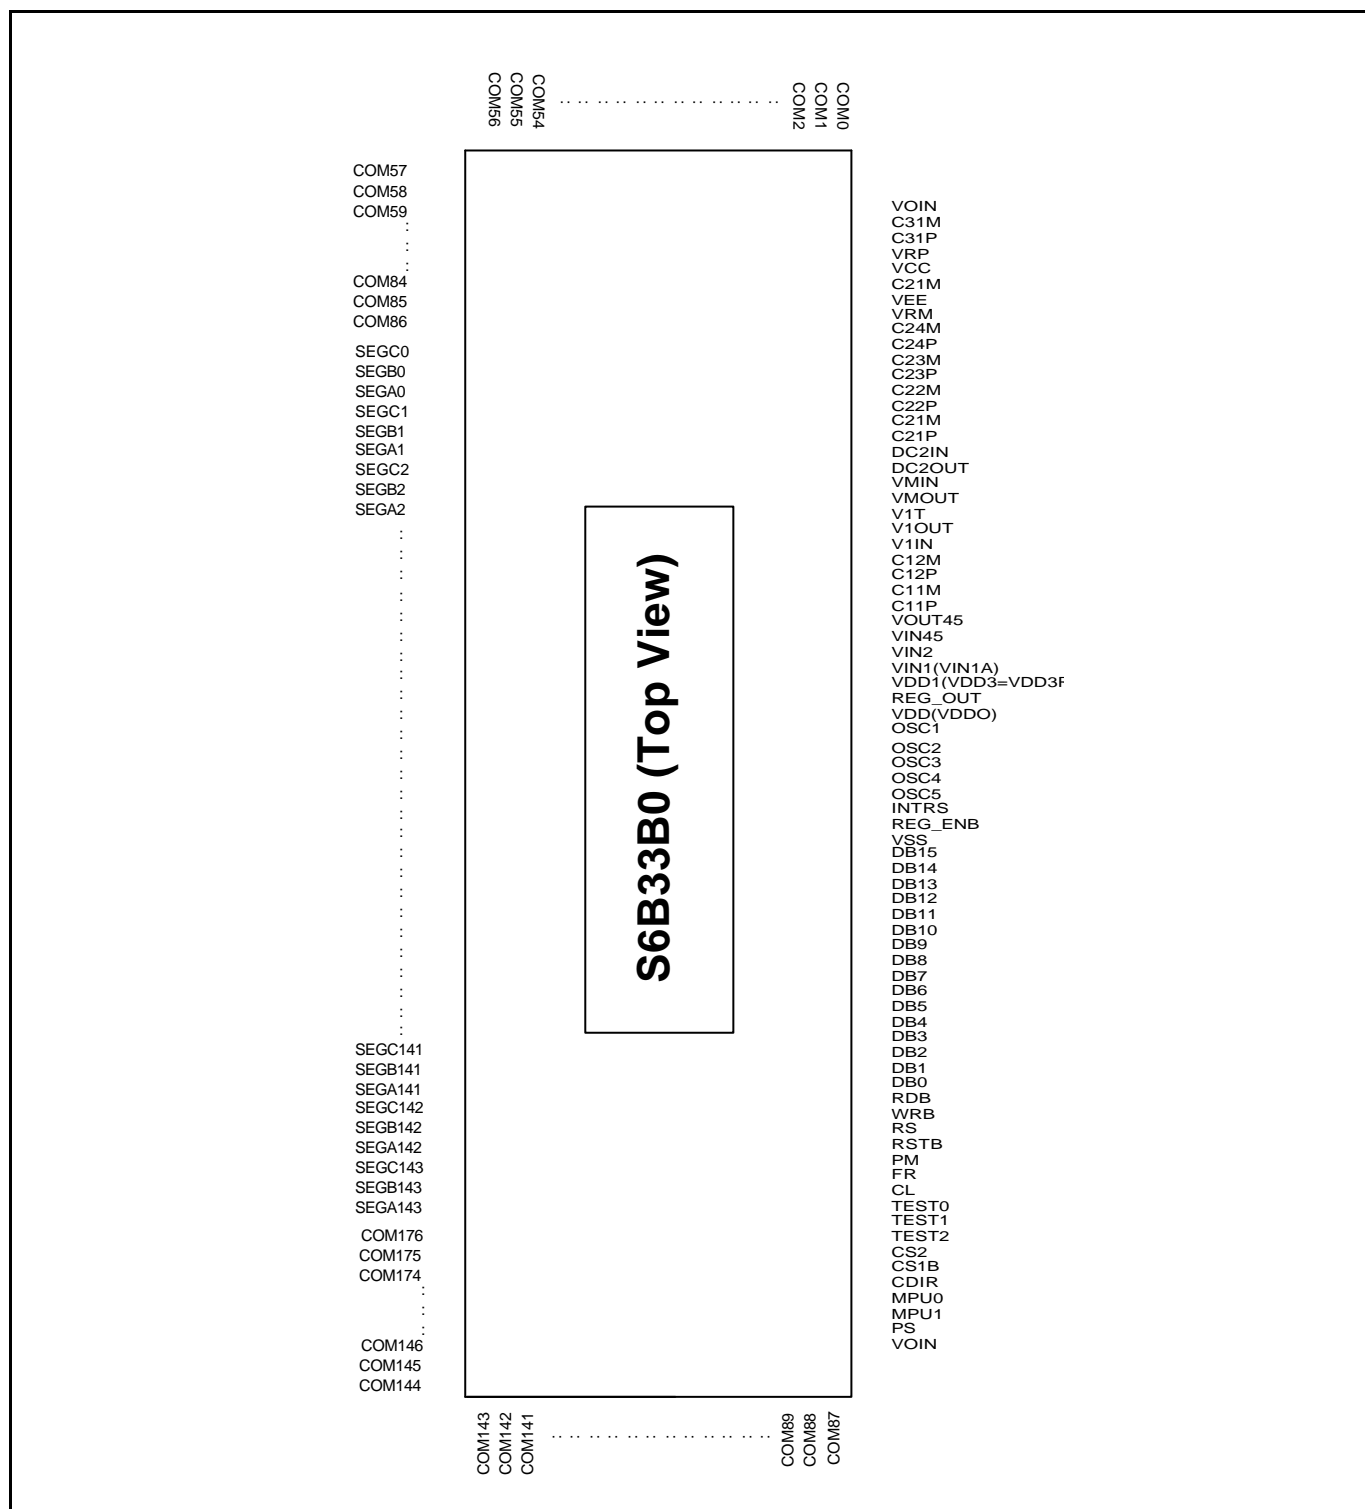 COM56
COM55
COM54
COM2
COM1
COM0
COM57
COM58
COM59
COM84
COM85
COM86
SEGC0
SEGB0
SEGA0
SEGC1
SEGB1
SEGA1
SEGC2
SEGB2
SEGA2
SEGC141
SEGB141
SEGA141
SEGC142
SEGB142
SEGA142
SEGC143
SEGB143
SEGA143
COM176
COM175
COM174
COM146
COM145
COM144
S6B33B0 (Top View)
VOIN
C31M
C31P
VRP
VCC
C21M
VEE
VRM
C24M
C24P
C23M
C23P
C22M
C22P
C21M
C21P
DC2IN
DC2OUT
VMIN
VMOUT
V1T
V1OUT
V1IN
C12M
C12P
C11M
C11P
VOUT45
VIN45
VIN2
VIN1(VIN1A)
VDD1(VDD3=VDD3F
REG_OUT
VDD(VDDO)
OSC1
OSC2
OSC3
OSC4
OSC5
INTRS
REG_ENB
VSS
DB15
DB14
DB13
DB12
DB11
DB10
DB9
DB8
DB7
DB6
DB5
DB4
DB3
DB2
DB1
DB0
RDB
WRB
RS
RSTB
PM
FR
CL
TEST0
TEST1
TEST2
CS2
CS1B
CDIR
MPU0
MPU1
PS
VOIN
COM143
COM142
COM141
COM89
COM88
COM87